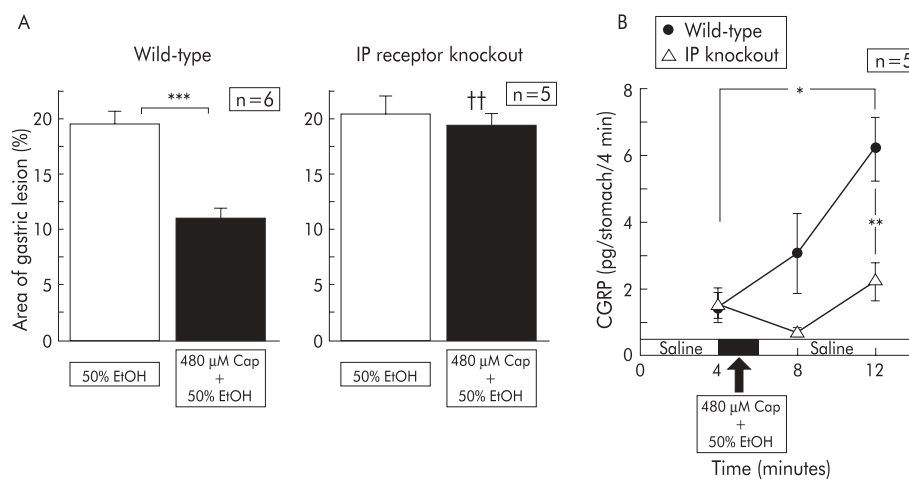 A
Wild-type
IP receptor knockout
Area of gastric lesion (%)
20
15
10
5
0
***
n=6
50% EtOH
480 µM Cap
+
50% EtOH
20
15
10
5
0
††
n=5
50% EtOH
480 µM Cap
+
50% EtOH
B
Wild-type
IP knockout
n=5
CGRP (pg/stomach/4 min)
8
6
4
2
0
*
**
Saline
Saline
0
4
8
12
480 µM Cap
+
50% EtOH
Time (minutes)